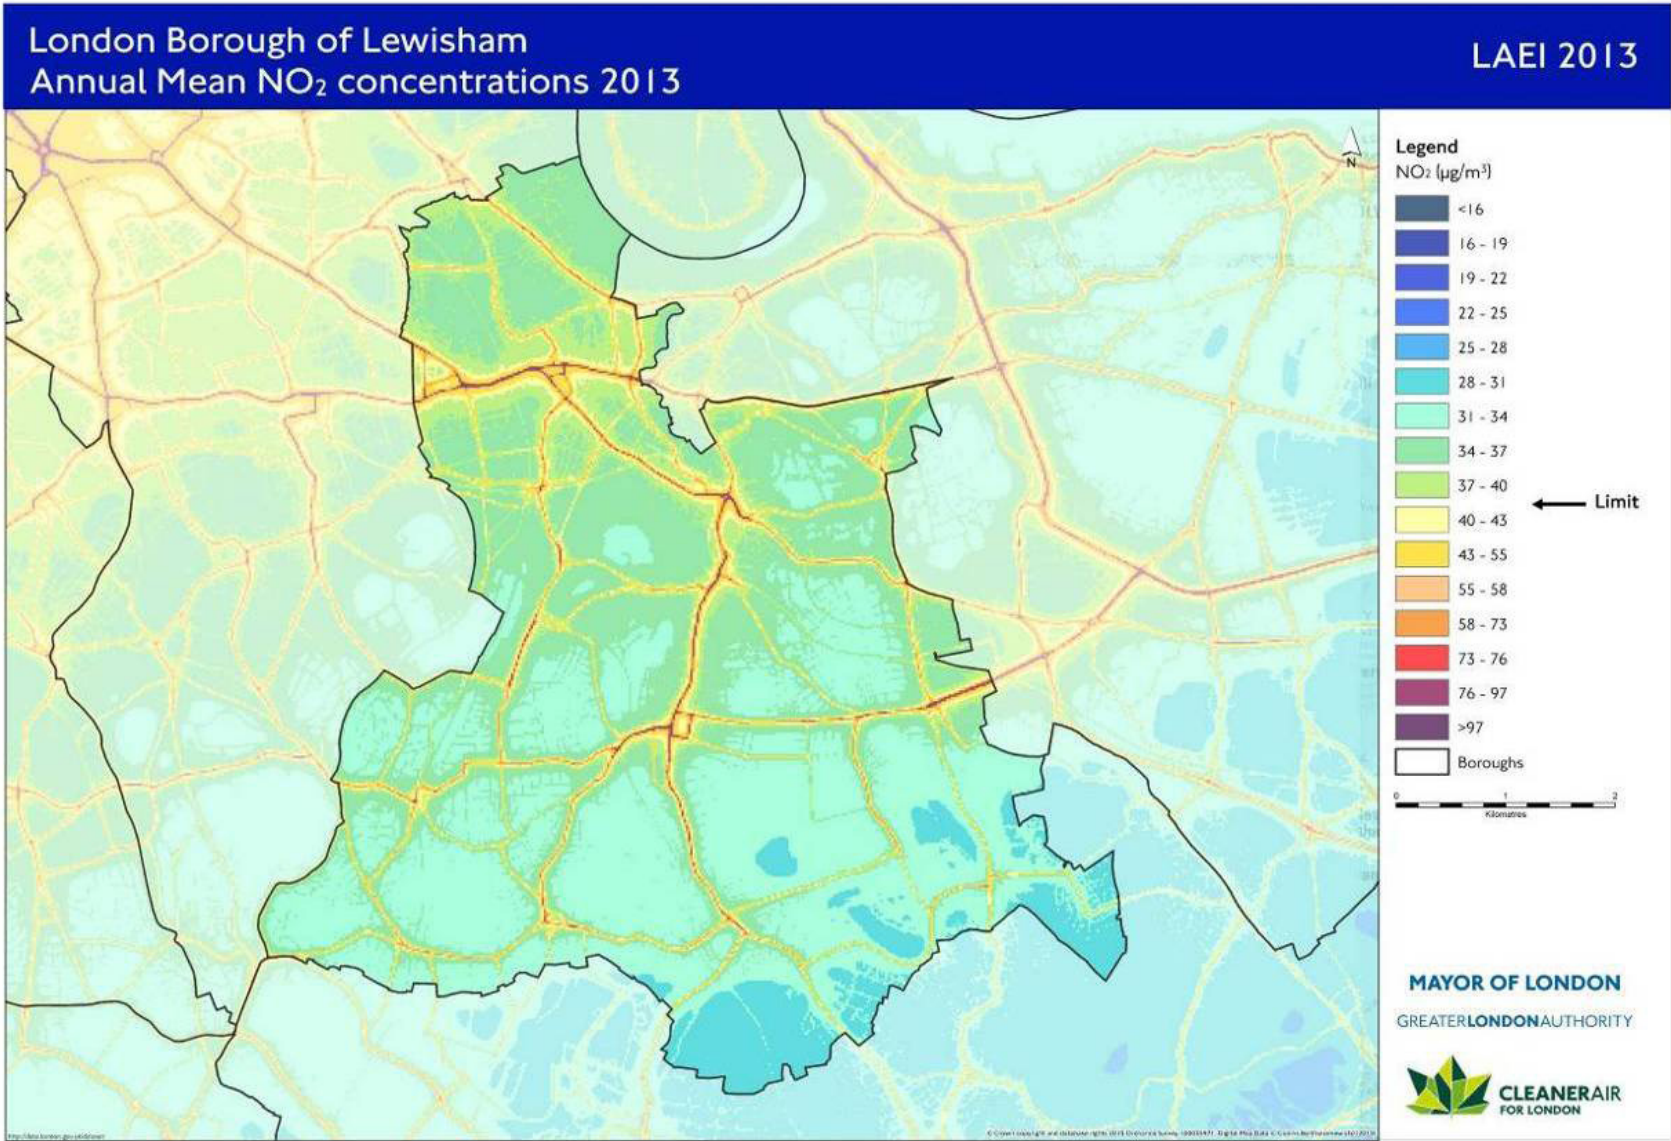 London Borough of Lewisham
Annual Mean NO₂ concentrations 2013
LAEI 2013
N
Legend
NO₂ (µg/m³)
<16
16 - 19
19 - 22
22 - 25
25 - 28
28 - 31
31 - 34
34 - 37
37 - 40
Limit
40 - 43
43 - 55
55 - 58
58 - 73
73 - 76
76 - 97
>97
Boroughs
0 1 2
Kilometres
MAYOR OF LONDON
GREATERLONDONAUTHORITY
CLEANERAIR
FOR LONDON